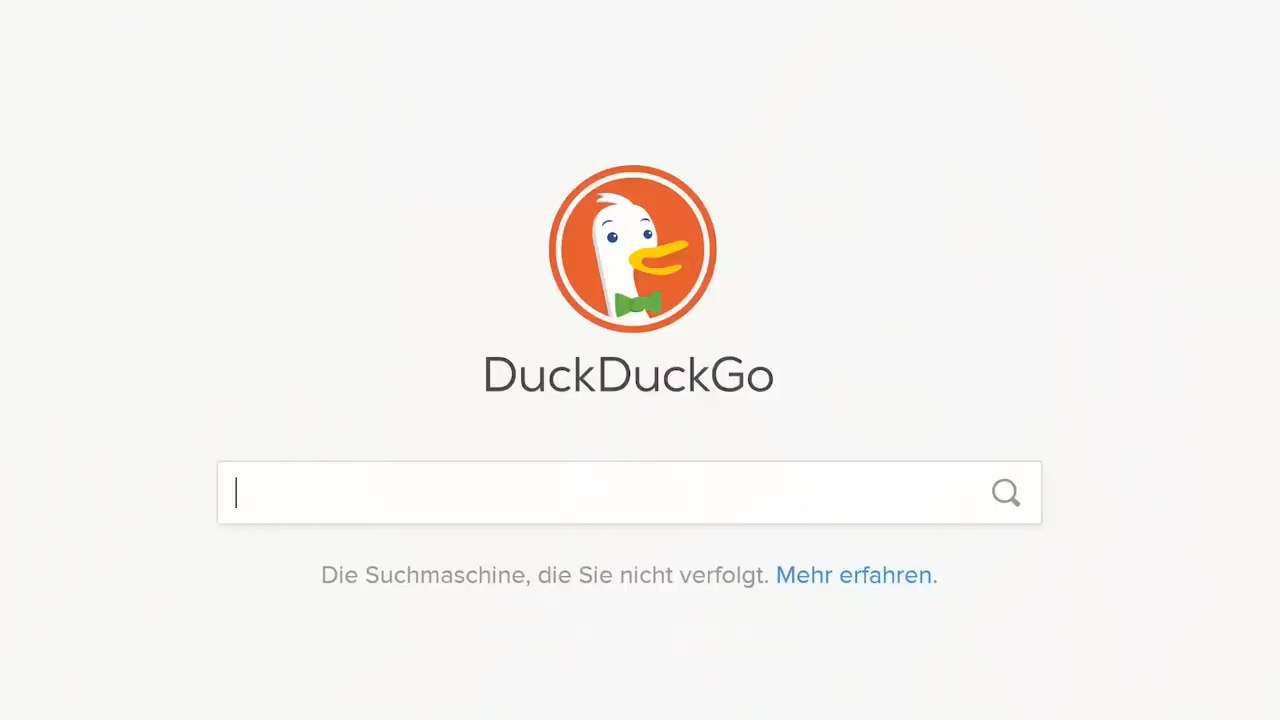 DuckDuckGo
Die Suchmaschine, die Sie nicht verfolgt. Mehr erfahren.